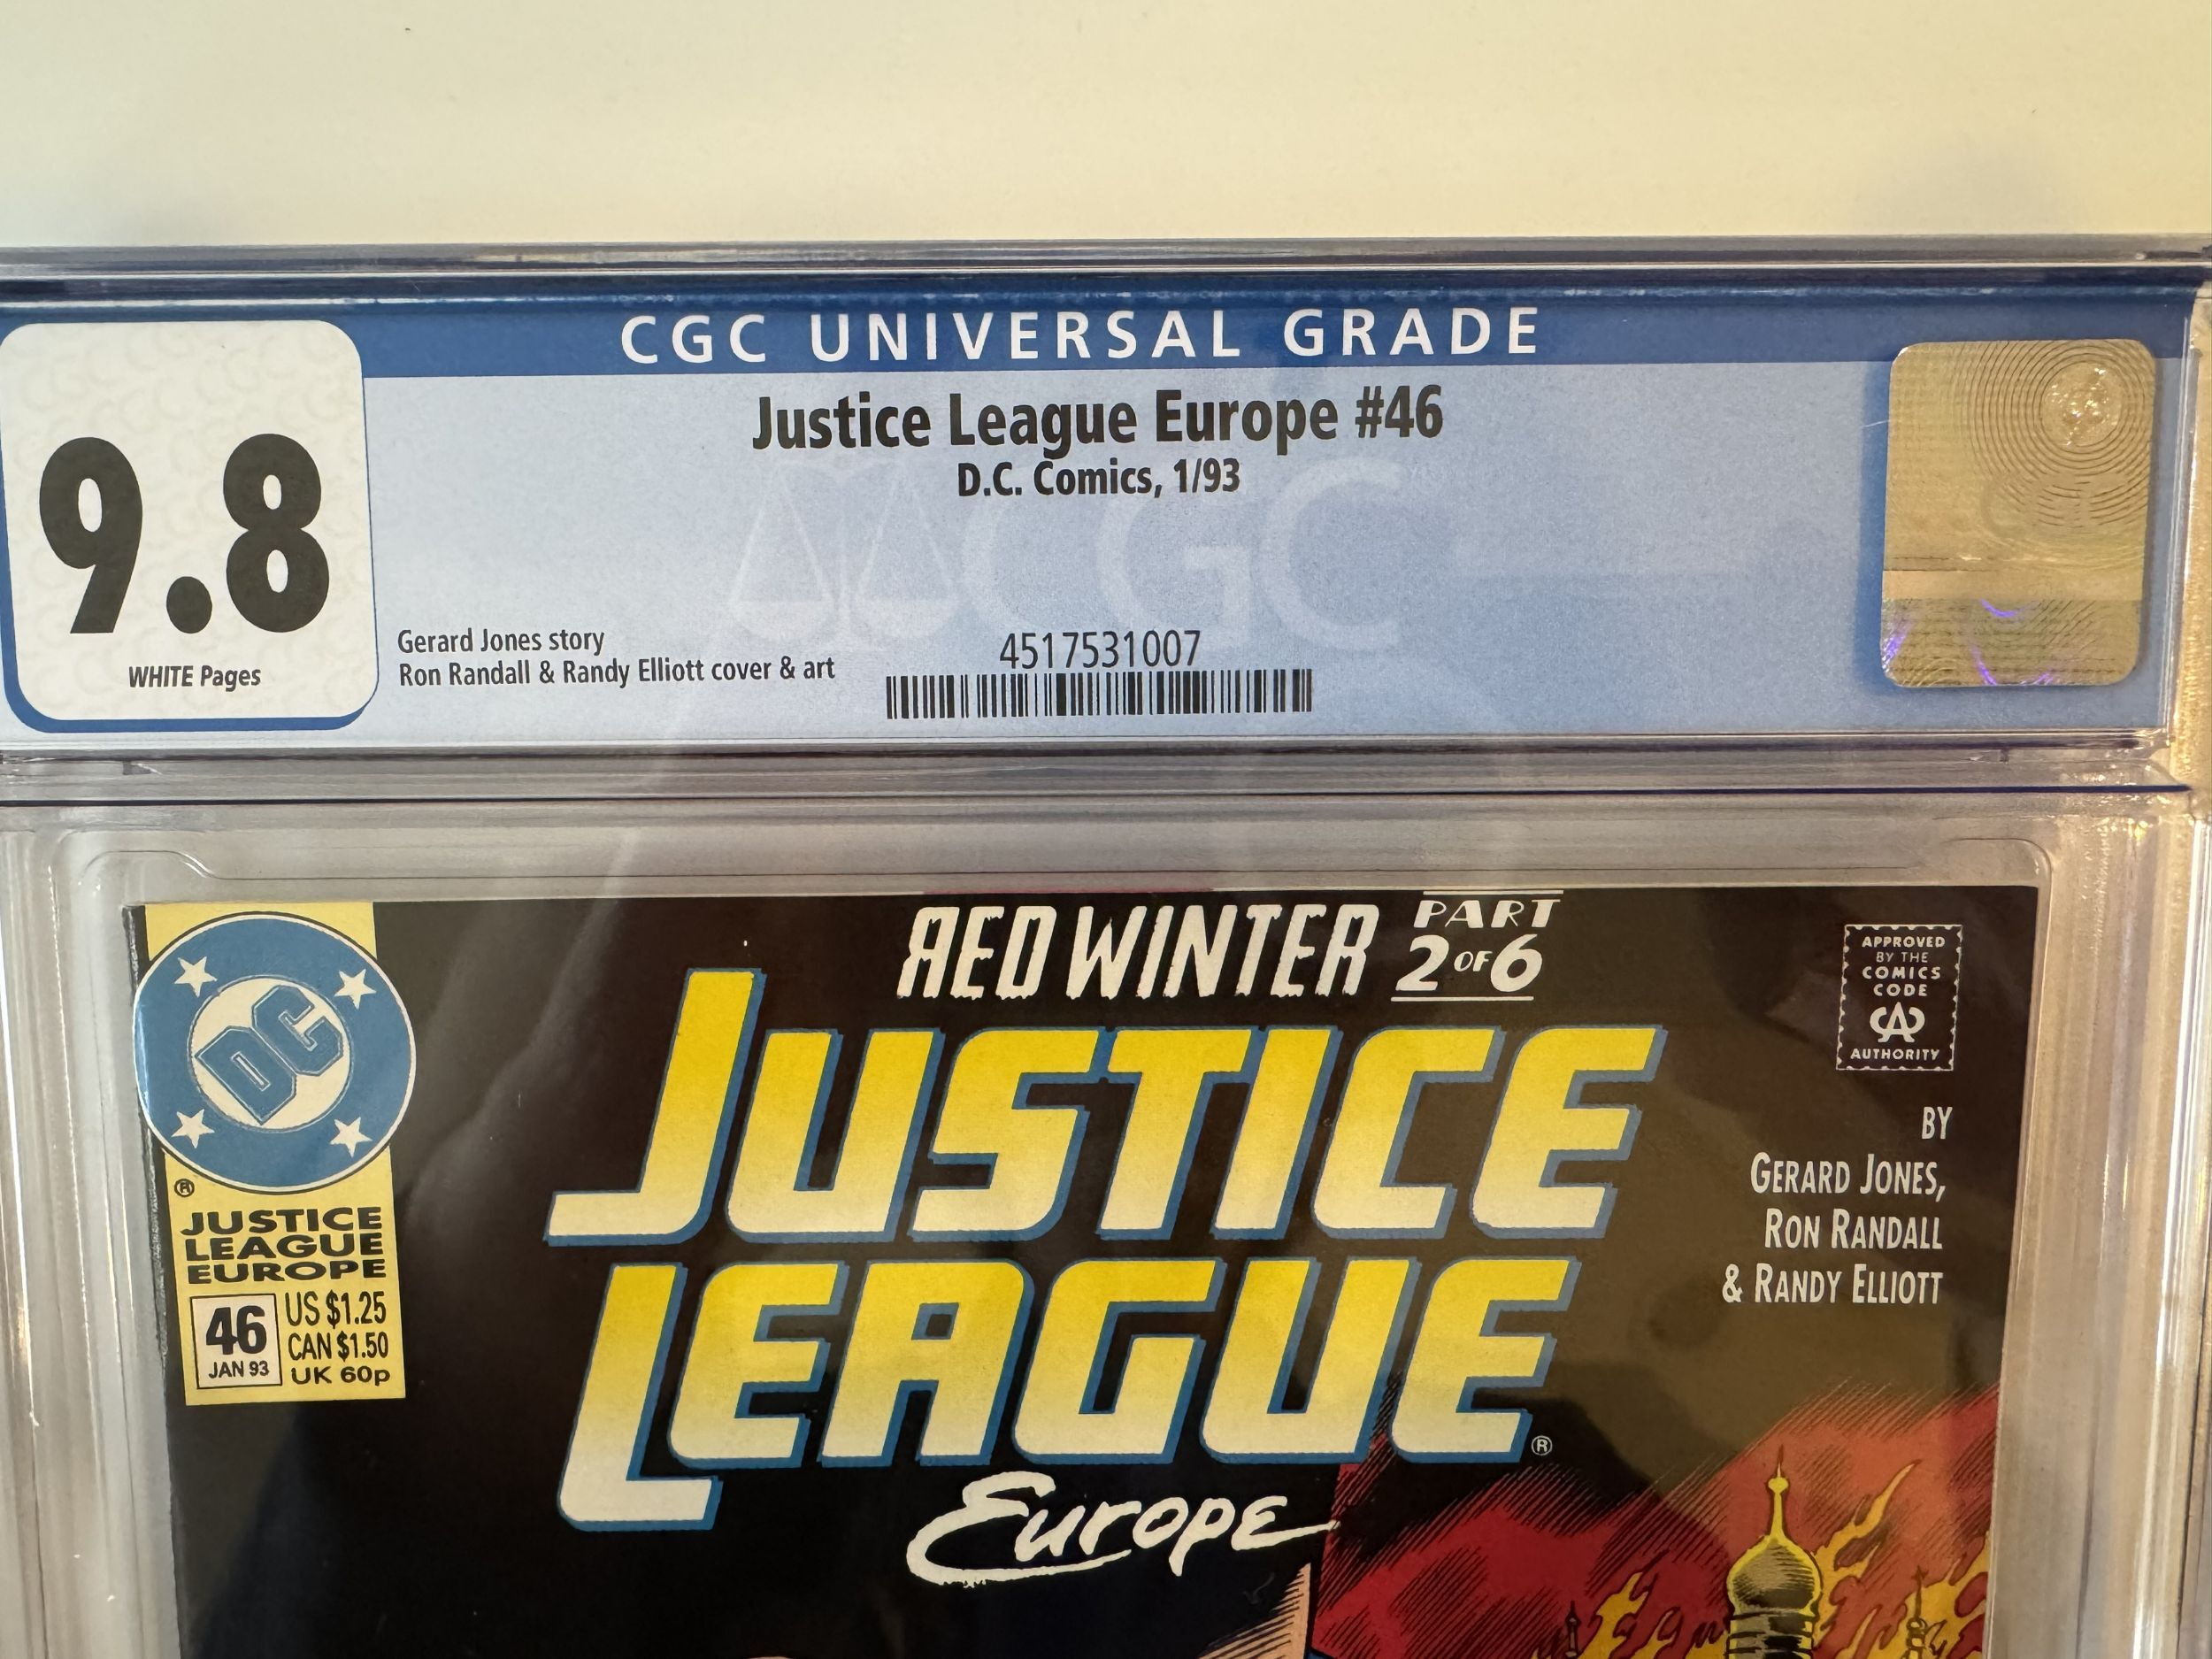 CGC UNIVERSAL GRADE
9.8
WHITE Pages
Justice League Europe #46
D.C. Comics, 1/93
CGC
Gerard Jones story
Ron Randall & Randy Elliott cover & art
4517531007
RED WINTER PART 2 OF 6
DC
®
JUSTICE
LEAGUE
EUROPE
46
JAN 93
US $1.25
CAN $1.50
UK 60p
JUSTICE
LEAGUE
®
Europe
APPROVED
BY THE
COMICS
CODE
CA
AUTHORITY
BY
GERARD JONES,
RON RANDALL
& RANDY ELLIOTT